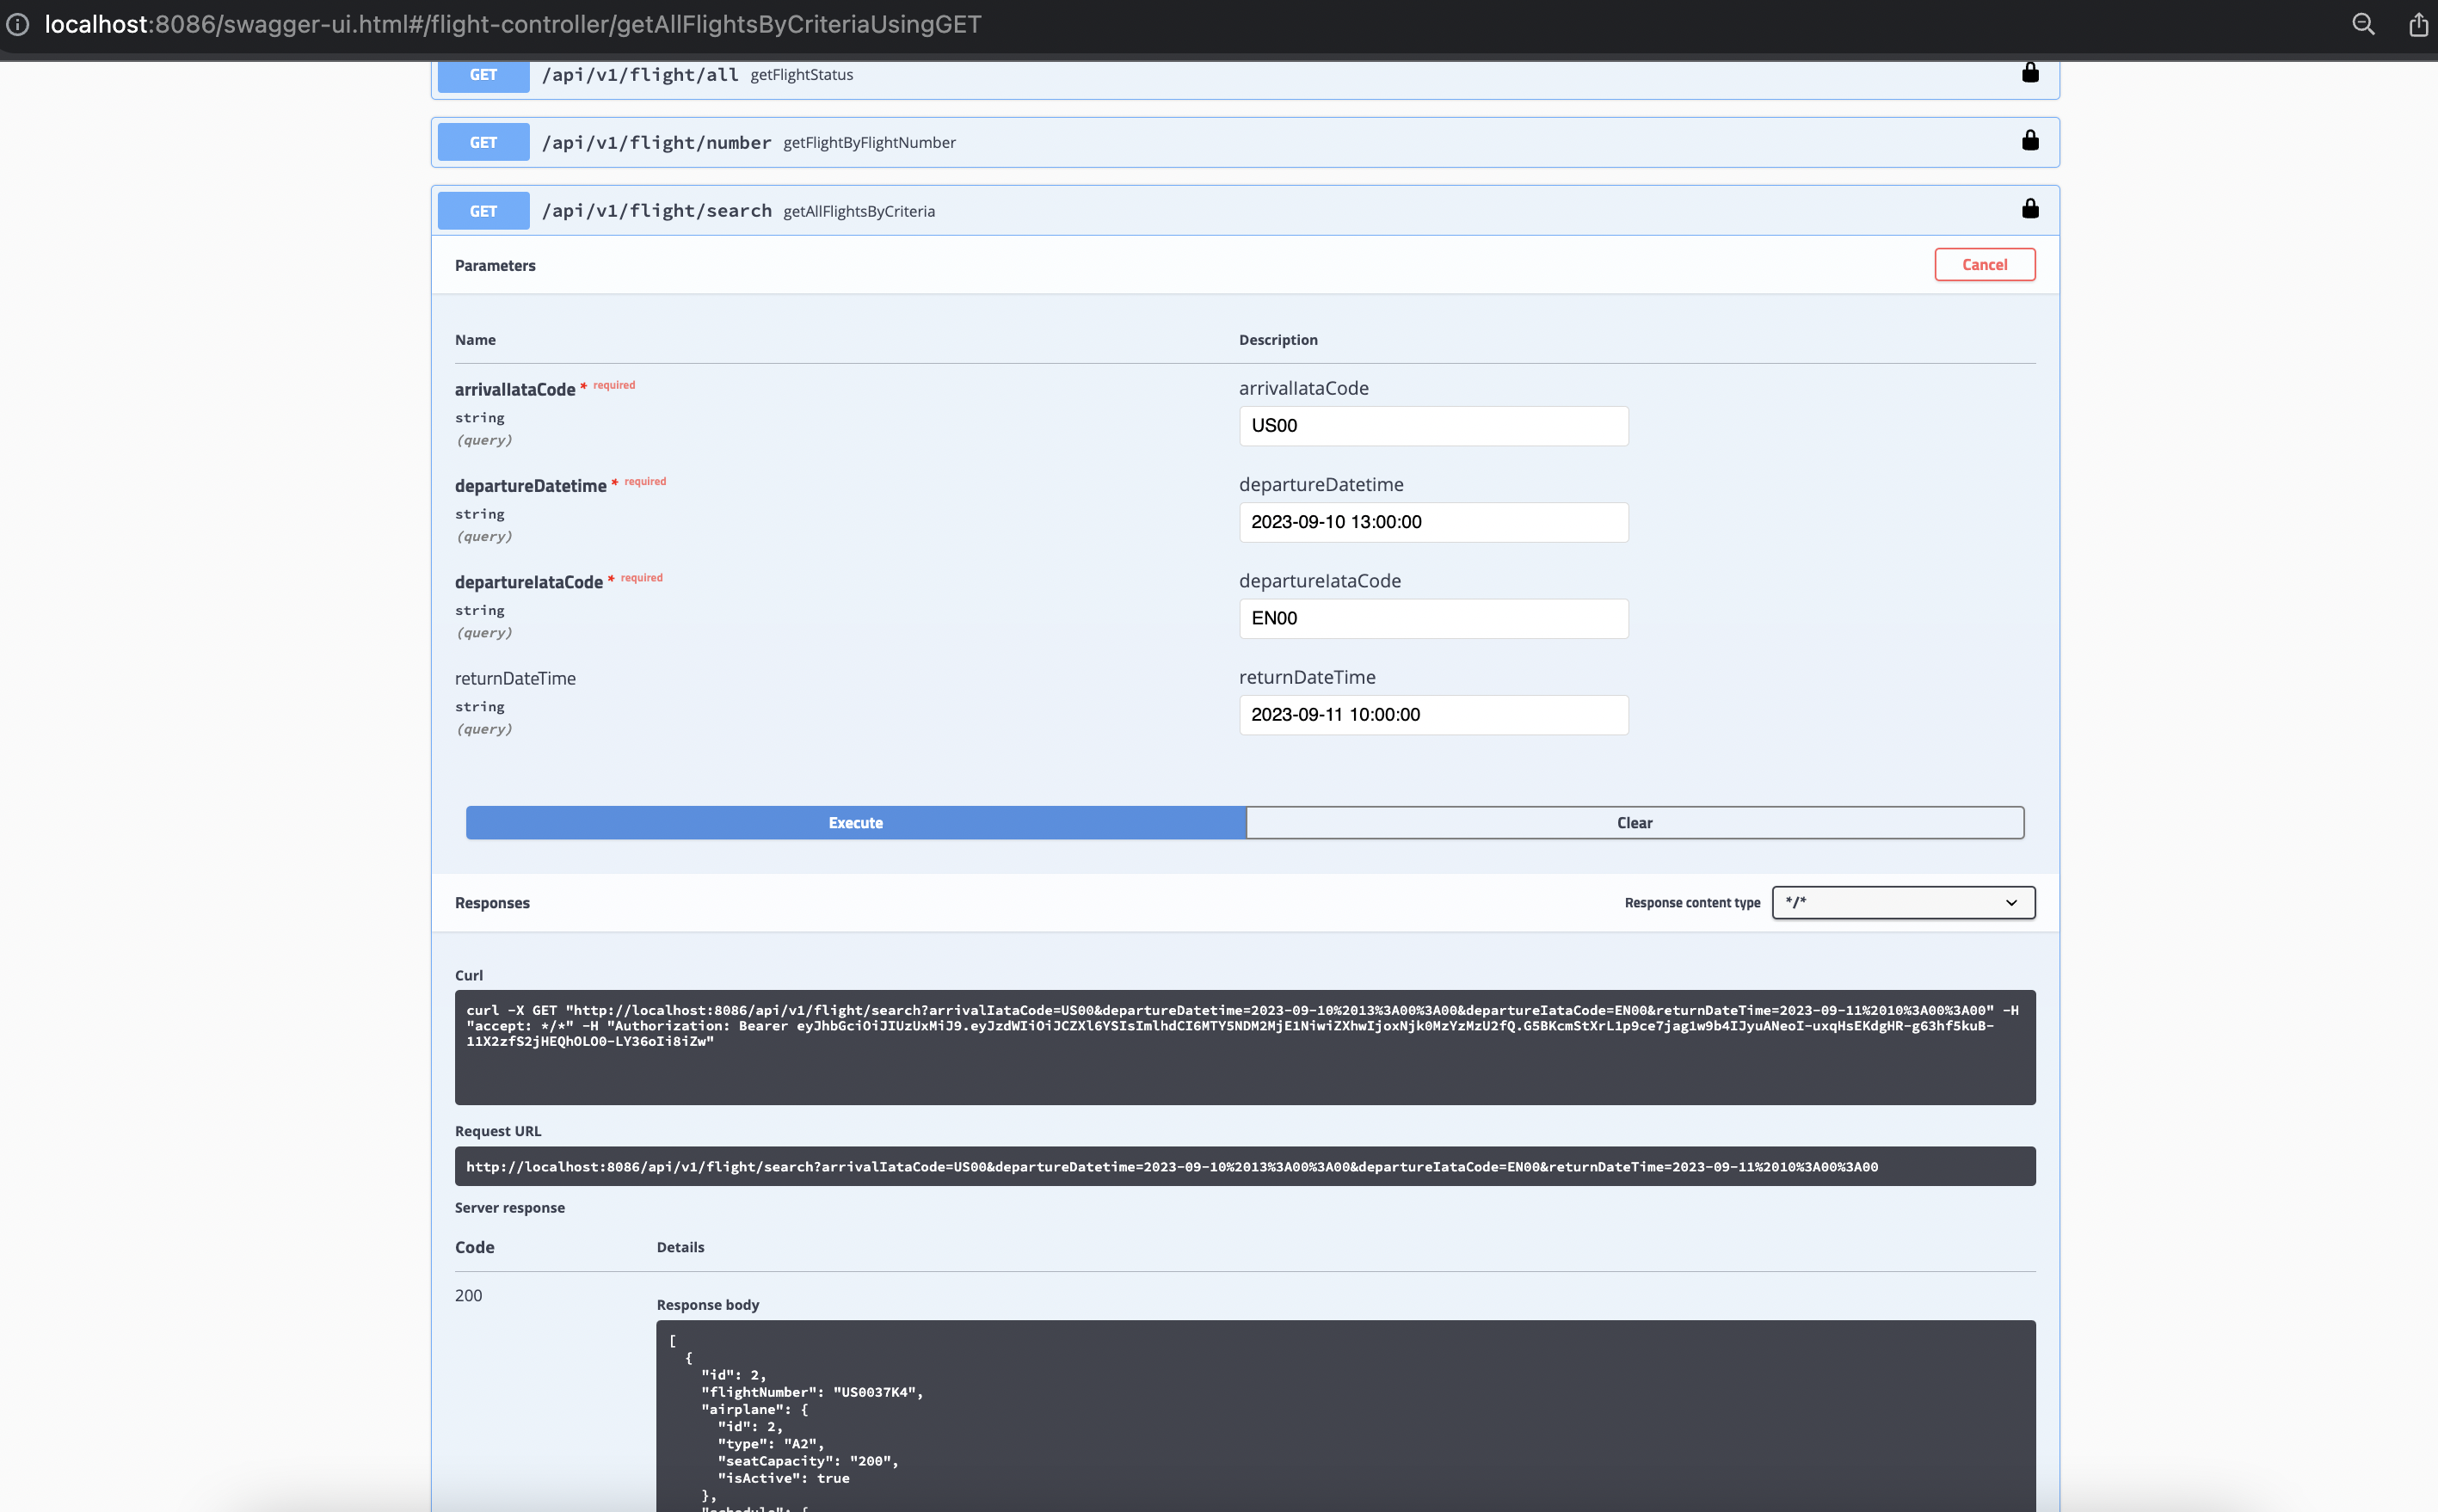 localhost:8086/swagger-ui.html#/flight-controller/getAllFlightsByCriteriaUsingGET
GET /api/v1/flight/all getFlightStatus
GET /api/v1/flight/number getFlightByFlightNumber
GET /api/v1/flight/search getAllFlightsByCriteria
Parameters
Cancel
Name Description
arrivalIataCode * required arrivalIataCode
string US00
(query)
departureDatetime * required departureDatetime
string 2023-09-10 13:00:00
(query)
departureIataCode * required departureIataCode
string EN00
(query)
returnDateTime returnDateTime
string 2023-09-11 10:00:00
(query)
Execute Clear
Responses Response content type */*
Curl
curl -X GET "http://localhost:8086/api/v1/flight/search?arrivalIataCode=US00&departureDatetime=2023-09-10%2013%3A00%3A00&departureIataCode=EN00&returnDateTime=2023-09-11%2010%3A00%3A00" -H
"accept: */*" -H "Authorization: Bearer eyJhbGciOiJIUzUxMiJ9.eyJzdWIiOiJCZXl6YSIsImlhdCI6MTY5NDM2MjE1NiwiZXhwIjoxNjk0MzYzMzU2fQ.G5BKcmStXrL1p9ce7jag1w9b4IJyuANeoI-uxqHsEKdgHR-g63hf5kuB-
11X2zfS2jHEQhOLO0-LY36oIi8iZw"
Request URL
http://localhost:8086/api/v1/flight/search?arrivalIataCode=US00&departureDatetime=2023-09-10%2013%3A00%3A00&departureIataCode=EN00&returnDateTime=2023-09-11%2010%3A00%3A00
Server response
Code Details
200
Response body
[
{
"id": 2,
"flightNumber": "US0037K4",
"airplane": {
"id": 2,
"type": "A2",
"seatCapacity": "200",
"isActive": true
},
"schedule": {